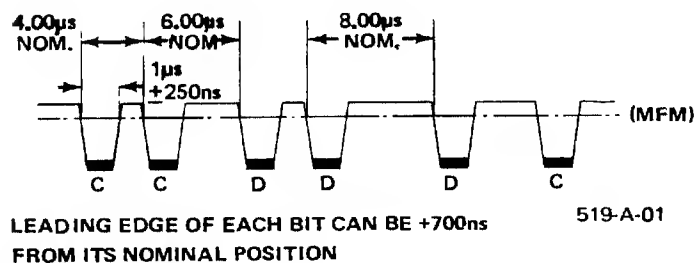 4.00µs 6.00µs 8.00µs
NOM. NOM NOM.
1µs
+250ns
(MFM)
C C D D D C
519-A-01
LEADING EDGE OF EACH BIT CAN BE +700ns
FROM ITS NOMINAL POSITION